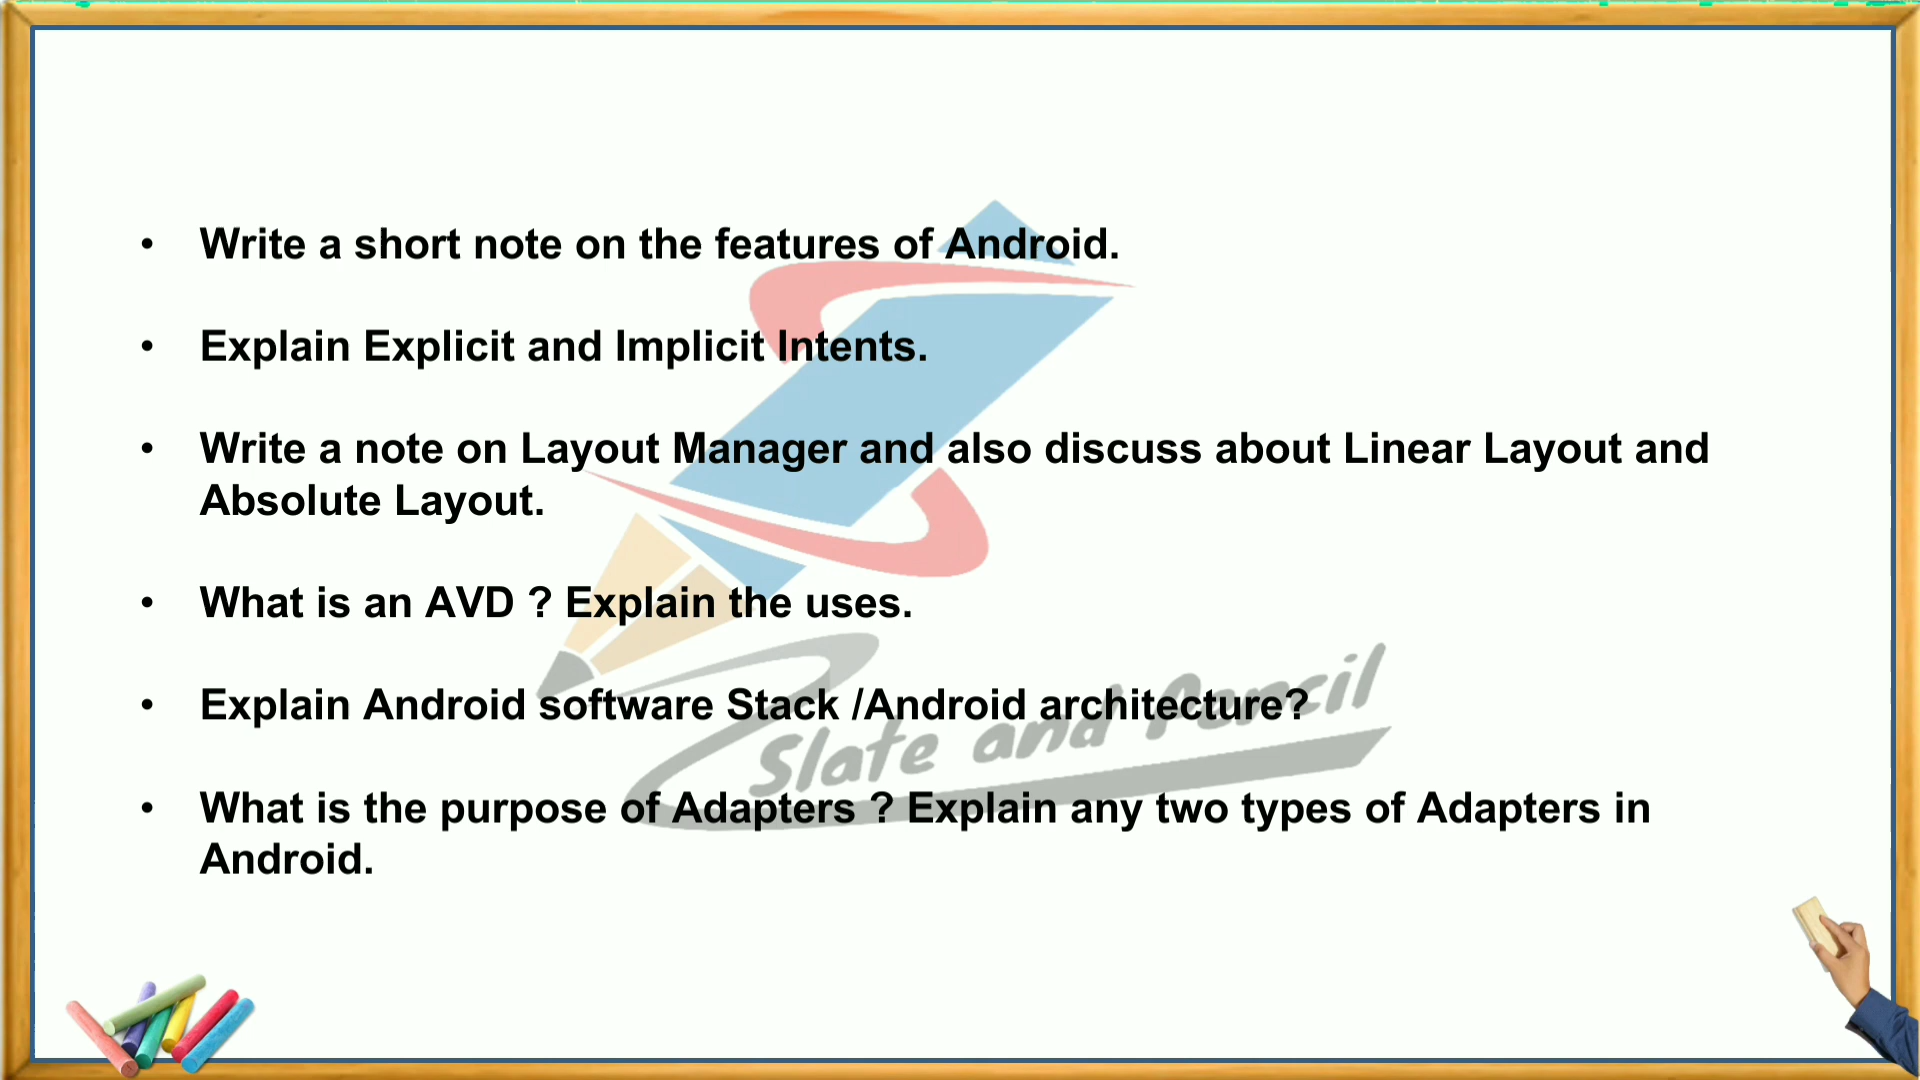 • Write a short note on the features of Android.
• Explain Explicit and Implicit Intents.
• Write a note on Layout Manager and also discuss about Linear Layout and
Absolute Layout.
• What is an AVD ? Explain the uses.
• Explain Android software Stack /Android architecture?
Slate and Pencil
• What is the purpose of Adapters ? Explain any two types of Adapters in
Android.